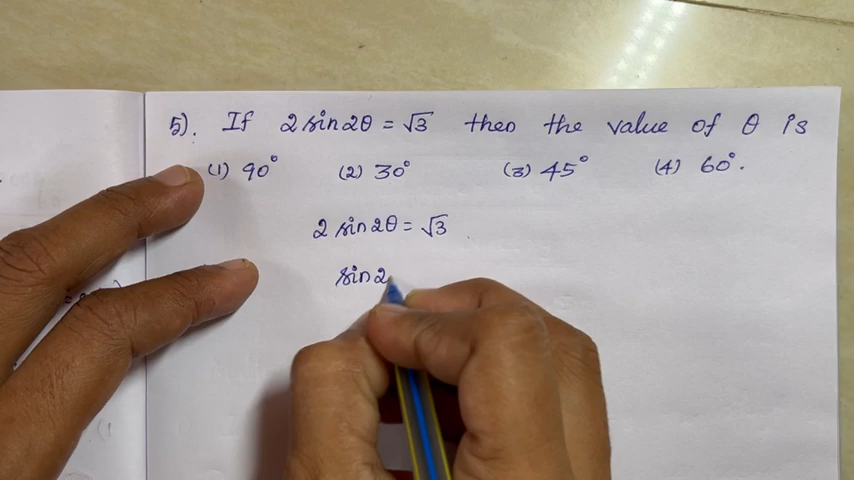 5). If 2 sin 2θ = √3 then the value of θ is
(1) 90° (2) 30° (3) 45° (4) 60°.
2 sin 2θ = √3
sin 2